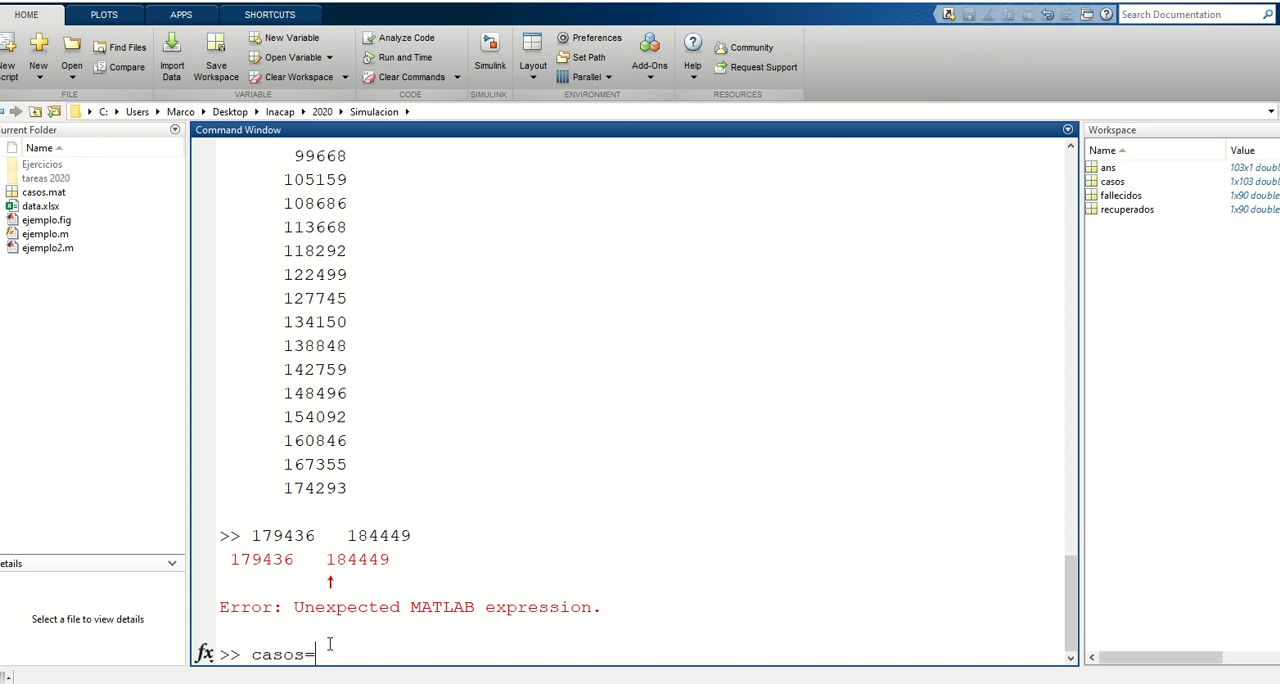 HOME PLOTS APPS SHORTCUTS Search Documentation
New Script New Open Find Files Compare Import Data Save Workspace New Variable Open Variable Clear Workspace Analyze Code Run and Time Clear Commands Simulink Layout Preferences Set Path Parallel Add-Ons Help Community Request Support
FILE VARIABLE CODE SIMULINK ENVIRONMENT RESOURCES
C: Users Marco Desktop Inacap 2020 Simulacion
urrent Folder
Name
Ejercicios
tareas 2020
casos.mat
data.xlsx
ejemplo.fig
ejemplo.m
ejemplo2.m
etails
Select a file to view details
Command Window
99668
105159
108686
113668
118292
122499
127745
134150
138848
142759
148496
154092
160846
167355
174293
>> 179436 184449
179436 184449
↑
Error: Unexpected MATLAB expression.
fx >> casos=
Workspace
Name Value
ans 103x1 doubl
casos 1x103 doubl
fallecidos 1x90 double
recuperados 1x90 double